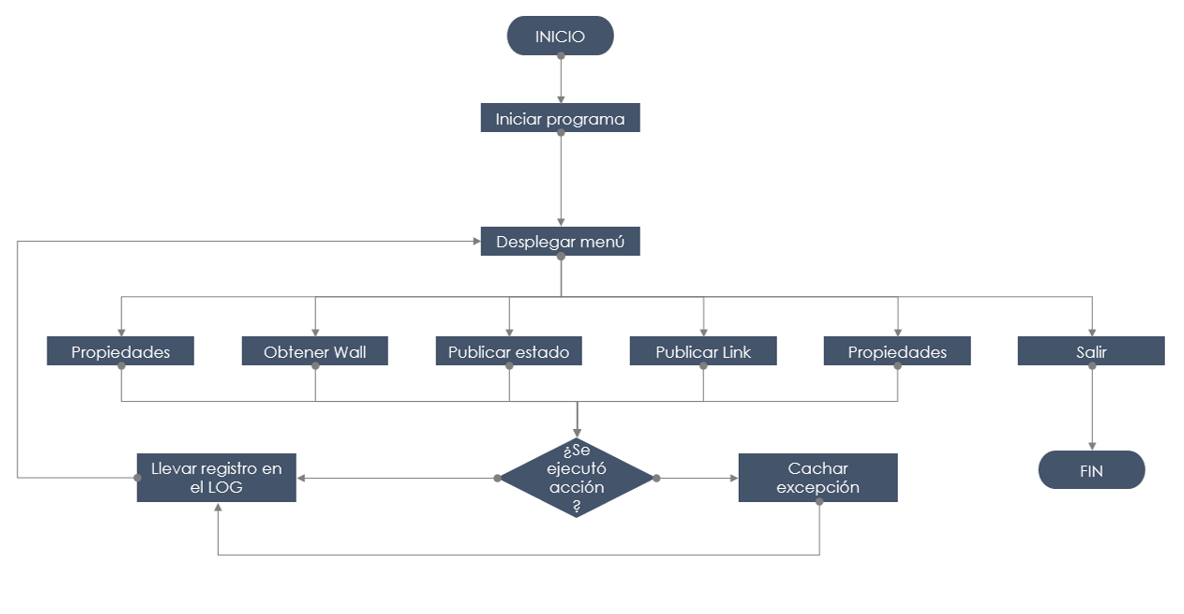 INICIO
Iniciar programa
Desplegar menú
Propiedades
Obtener Wall
Publicar estado
Publicar Link
Propiedades
Salir
¿Se
ejecutó
acción
?
Llevar registro en
el LOG
Cachar
excepción
FIN